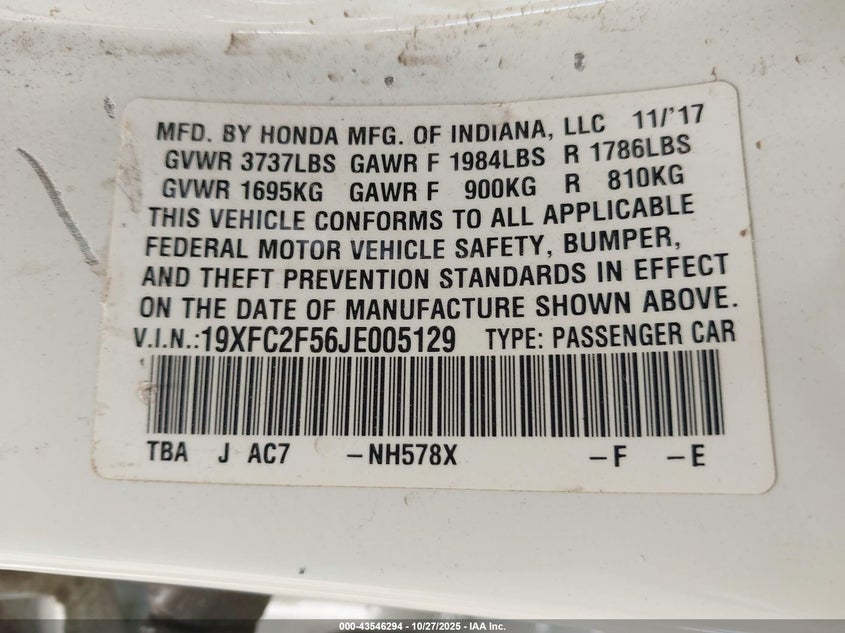 MFD. BY HONDA MFG. OF INDIANA, LLC 11/'17
GVWR 3737LBS GAWR F 1984LBS R 1786LBS
GVWR 1695KG GAWR F 900KG R 810KG
THIS VEHICLE CONFORMS TO ALL APPLICABLE
FEDERAL MOTOR VEHICLE SAFETY, BUMPER,
AND THEFT PREVENTION STANDARDS IN EFFECT
ON THE DATE OF MANUFACTURE SHOWN ABOVE.
V.I.N.:19XFC2F56JE005129 TYPE: PASSENGER CAR
TBA J AC7 -NH578X -F -E
000-43546294 - 10/27/2025 - IAA Inc.